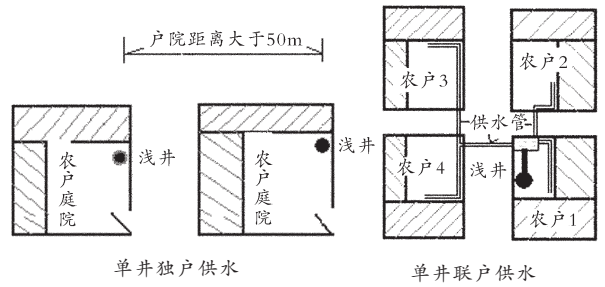 户院距离大于50m
农户庭院
浅井
农户庭院
浅井
单井独户供水
农户3
农户2
供水管
农户4
浅井
农户1
单井联户供水